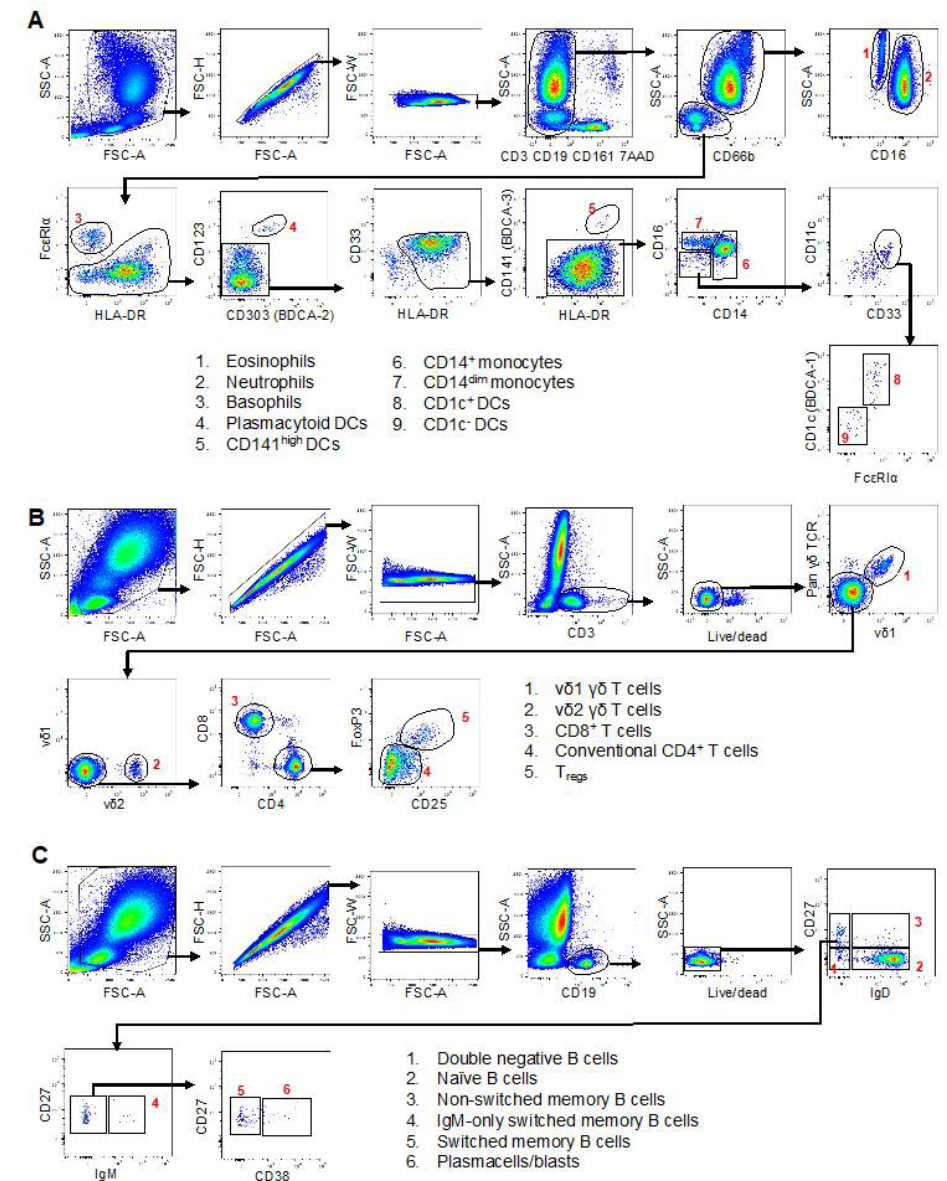 A
SSC-A
FSC-A
FSC-H
FSC-A
FSC-W
FSC-A
SSC-A
CD3 CD19 CD161 7AAD
SSC-A
CD66b
SSC-A
1
2
CD16
FcεRIα
3
HLA-DR
CD123
4
CD303 (BDCA-2)
CD33
HLA-DR
CD141 (BDCA-3)
5
HLA-DR
CD16
7
6
CD14
CD11c
CD33
CD1c (BDCA-1)
8
9
FcεRIα
1. Eosinophils
2. Neutrophils
3. Basophils
4. Plasmacytoid DCs
5. CD141high DCs
6. CD14+ monocytes
7. CD14dim monocytes
8. CD1c+ DCs
9. CD1c- DCs
B
SSC-A
FSC-A
FSC-H
FSC-A
FSC-W
FSC-A
SSC-A
CD3
SSC-A
Live/dead
Pan γδ TCR
1
vδ1
vδ1
2
vδ2
CD8
3
CD4
FoxP3
5
4
CD25
1. vδ1 γδ T cells
2. vδ2 γδ T cells
3. CD8+ T cells
4. Conventional CD4+ T cells
5. Tregs
C
SSC-A
FSC-A
FSC-H
FSC-A
FSC-W
FSC-A
SSC-A
CD19
SSC-A
Live/dead
CD27
3
1
2
IgD
CD27
4
IgM
CD27
5
6
CD38
1. Double negative B cells
2. Naïve B cells
3. Non-switched memory B cells
4. IgM-only switched memory B cells
5. Switched memory B cells
6. Plasmacells/blasts